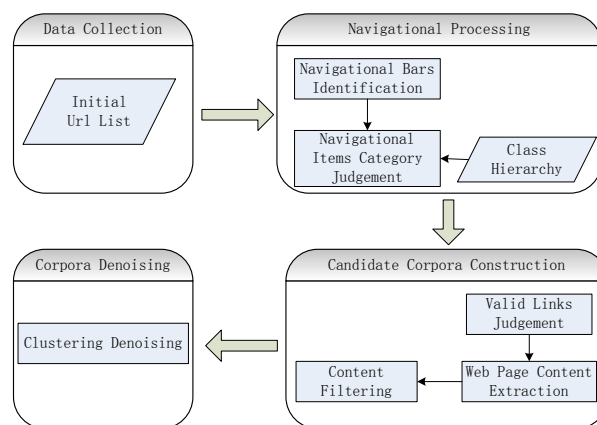 Data Collection
Initial
Url List
Navigational Processing
Navigational Bars
Identification
Navigational
Items Category
Judgement
Class
Hierarchy
Candidate Corpora Construction
Valid Links
Judgement
Web Page Content
Extraction
Content
Filtering
Corpora Denoising
Clustering Denoising